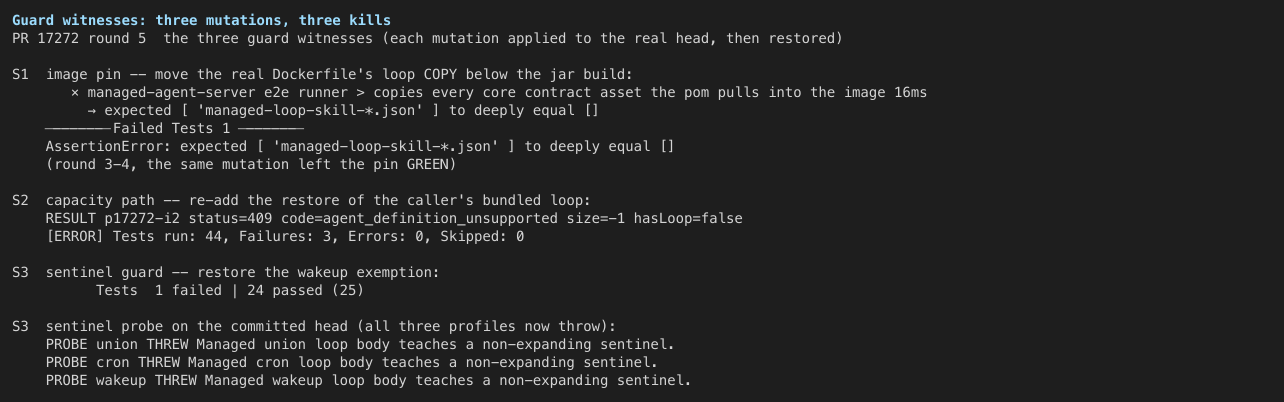 Guard witnesses: three mutations, three kills
PR 17272 round 5  the three guard witnesses (each mutation applied to the real head, then restored)
S1  image pin -- move the real Dockerfile's loop COPY below the jar build:
× managed-agent-server e2e runner > copies every core contract asset the pom pulls into the image 16ms
→ expected [ 'managed-loop-skill-*.json' ] to deeply equal []
⎯⎯⎯⎯⎯⎯⎯Failed Tests 1 ⎯⎯⎯⎯⎯⎯⎯
AssertionError: expected [ 'managed-loop-skill-*.json' ] to deeply equal []
(round 3-4, the same mutation left the pin GREEN)
S2  capacity path -- re-add the restore of the caller's bundled loop:
RESULT p17272-i2 status=409 code=agent_definition_unsupported size=-1 hasLoop=false
[ERROR] Tests run: 44, Failures: 3, Errors: 0, Skipped: 0
S3  sentinel guard -- restore the wakeup exemption:
Tests  1 failed | 24 passed (25)
S3  sentinel probe on the committed head (all three profiles now throw):
PROBE union THREW Managed union loop body teaches a non-expanding sentinel.
PROBE cron THREW Managed cron loop body teaches a non-expanding sentinel.
PROBE wakeup THREW Managed wakeup loop body teaches a non-expanding sentinel.